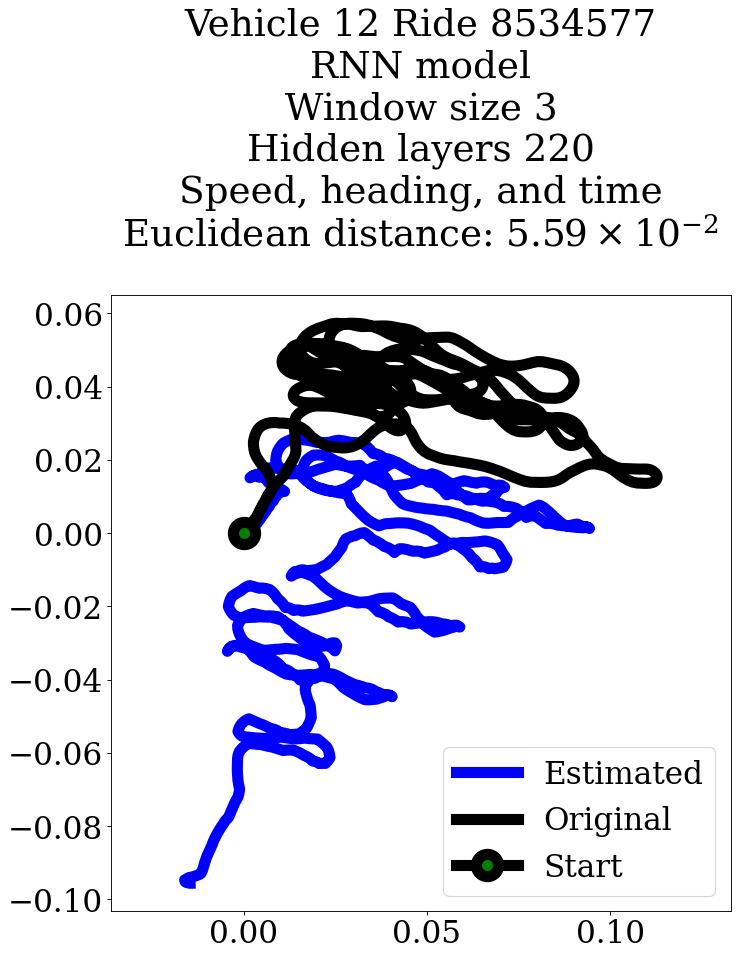 Vehicle 12 Ride 8534577
RNN model
Window size 3
Hidden layers 220
Speed, heading, and time
Euclidean distance: 5.59 × 10⁻²
0.06
0.04
0.02
0.00
−0.02
−0.04
−0.06
−0.08
−0.10
Estimated
Original
Start
0.00 0.05 0.10